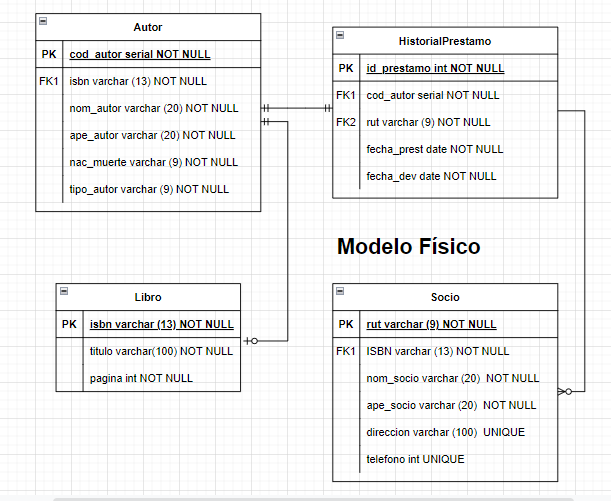 Autor
PK cod_autor serial NOT NULL
FK1 isbn varchar (13) NOT NULL
nom_autor varchar (20) NOT NULL
ape_autor varchar (20) NOT NULL
nac_muerte varchar (9) NOT NULL
tipo_autor varchar (9) NOT NULL
HistorialPrestamo
PK id_prestamo int NOT NULL
FK1 cod_autor serial NOT NULL
FK2 rut varchar (9) NOT NULL
fecha_prest date NOT NULL
fecha_dev date NOT NULL
Modelo Físico
Libro
PK isbn varchar (13) NOT NULL
titulo varchar(100) NOT NULL
pagina int NOT NULL
Socio
PK rut varchar (9) NOT NULL
FK1 ISBN varchar (13) NOT NULL
nom_socio varchar (20) NOT NULL
ape_socio varchar (20) NOT NULL
direccion varchar (100) UNIQUE
telefono int UNIQUE